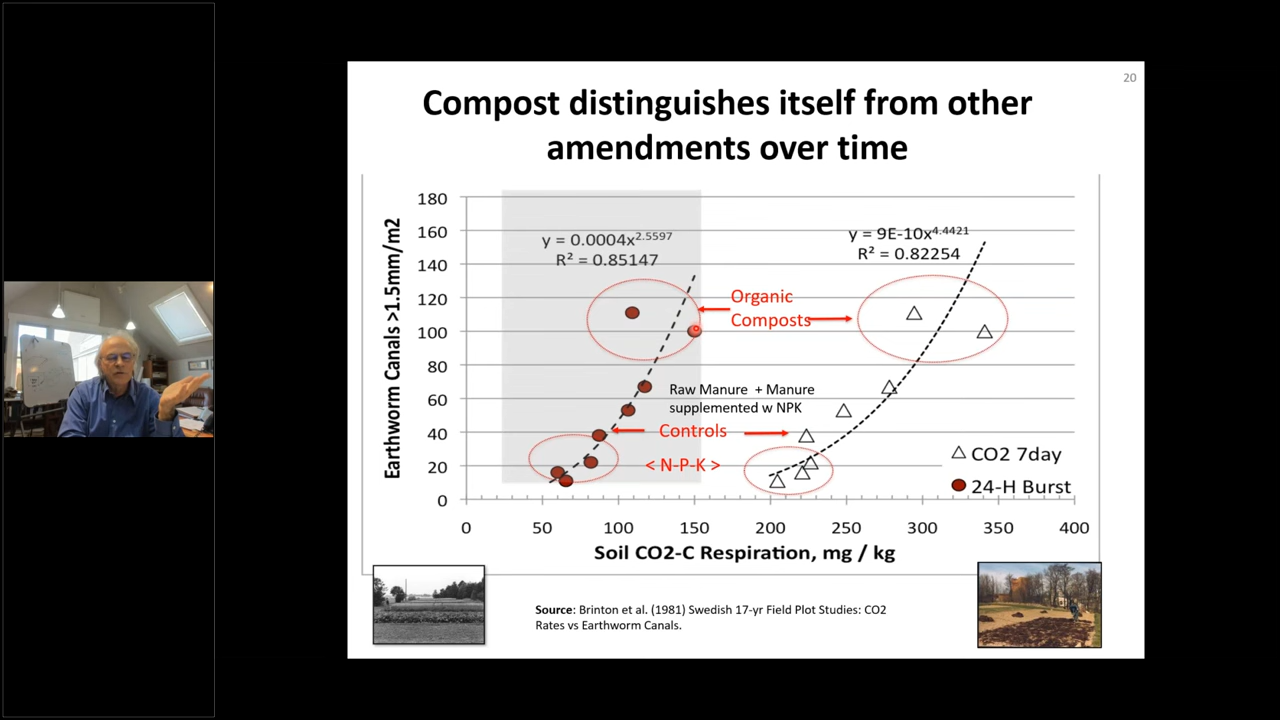 20
Compost distinguishes itself from other
amendments over time
Earthworm Canals >1.5mm/m2
180
160
140
120
100
80
60
40
20
0
y = 0.0004x^2.5597
R² = 0.85147
y = 9E-10x^4.4421
R² = 0.82254
Organic
Composts
Raw Manure + Manure
supplemented w NPK
Controls
< N-P-K >
CO2 7day
24-H Burst
0 50 100 150 200 250 300 350 400
Soil CO2-C Respiration, mg / kg
Source: Brinton et al. (1981) Swedish 17-yr Field Plot Studies: CO2
Rates vs Earthworm Canals.